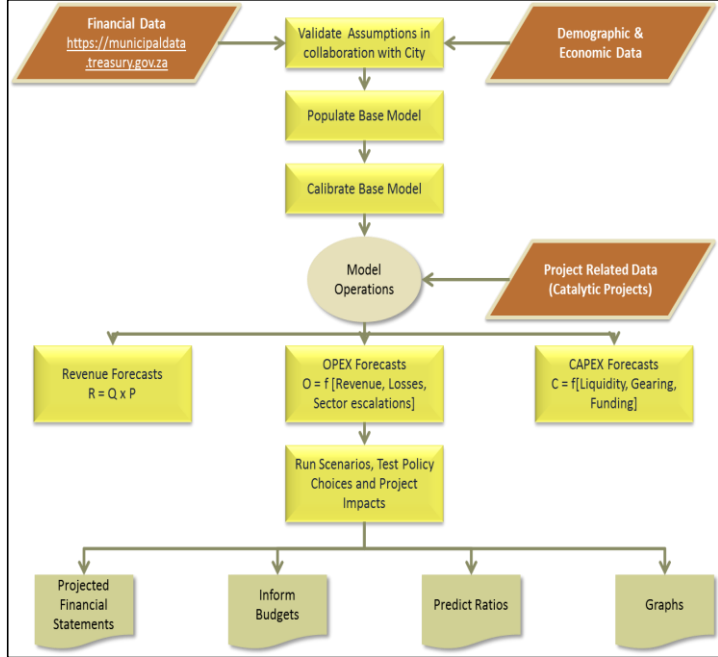 Financial Data
https://municipaldata
.treasury.gov.za
Validate Assumptions in
collaboration with City
Demographic &
Economic Data
Populate Base Model
Calibrate Base Model
Model
Operations
Project Related Data
(Catalytic Projects)
Revenue Forecasts
R = Q x P
OPEX Forecasts
O = f [Revenue, Losses,
Sector escalations]
CAPEX Forecasts
C = f[Liquidity, Gearing,
Funding]
Run Scenarios, Test Policy
Choices and Project
Impacts
Projected
Financial
Statements
Inform
Budgets
Predict Ratios
Graphs